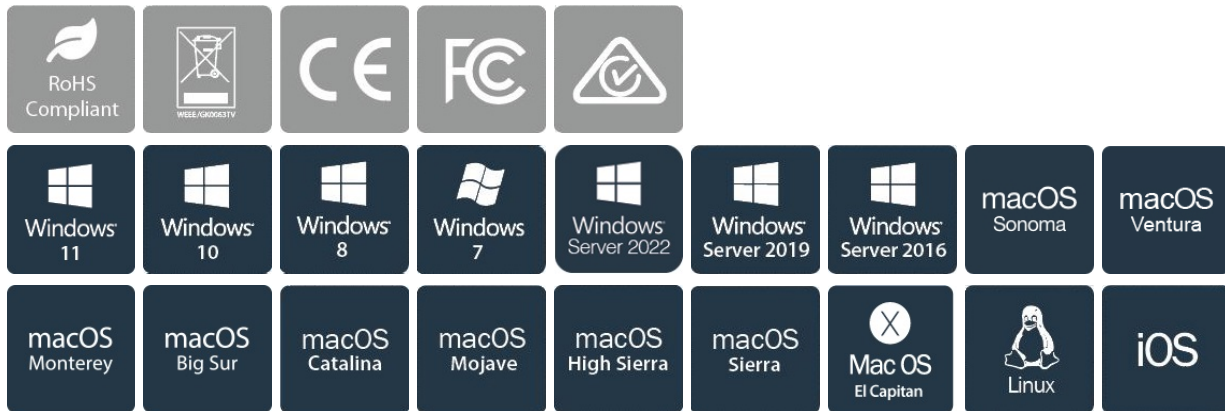 RoHS
Compliant
WEEE/GK0063TV
CE
FC
Windows
11
Windows
10
Windows
8
Windows
7
Windows
Server 2022
Windows
Server 2019
Windows
Server 2016
macOS
Sonoma
macOS
Ventura
macOS
Monterey
macOS
Big Sur
macOS
Catalina
macOS
Mojave
macOS
High Sierra
macOS
Sierra
X
Mac OS
El Capitan
Linux
iOS